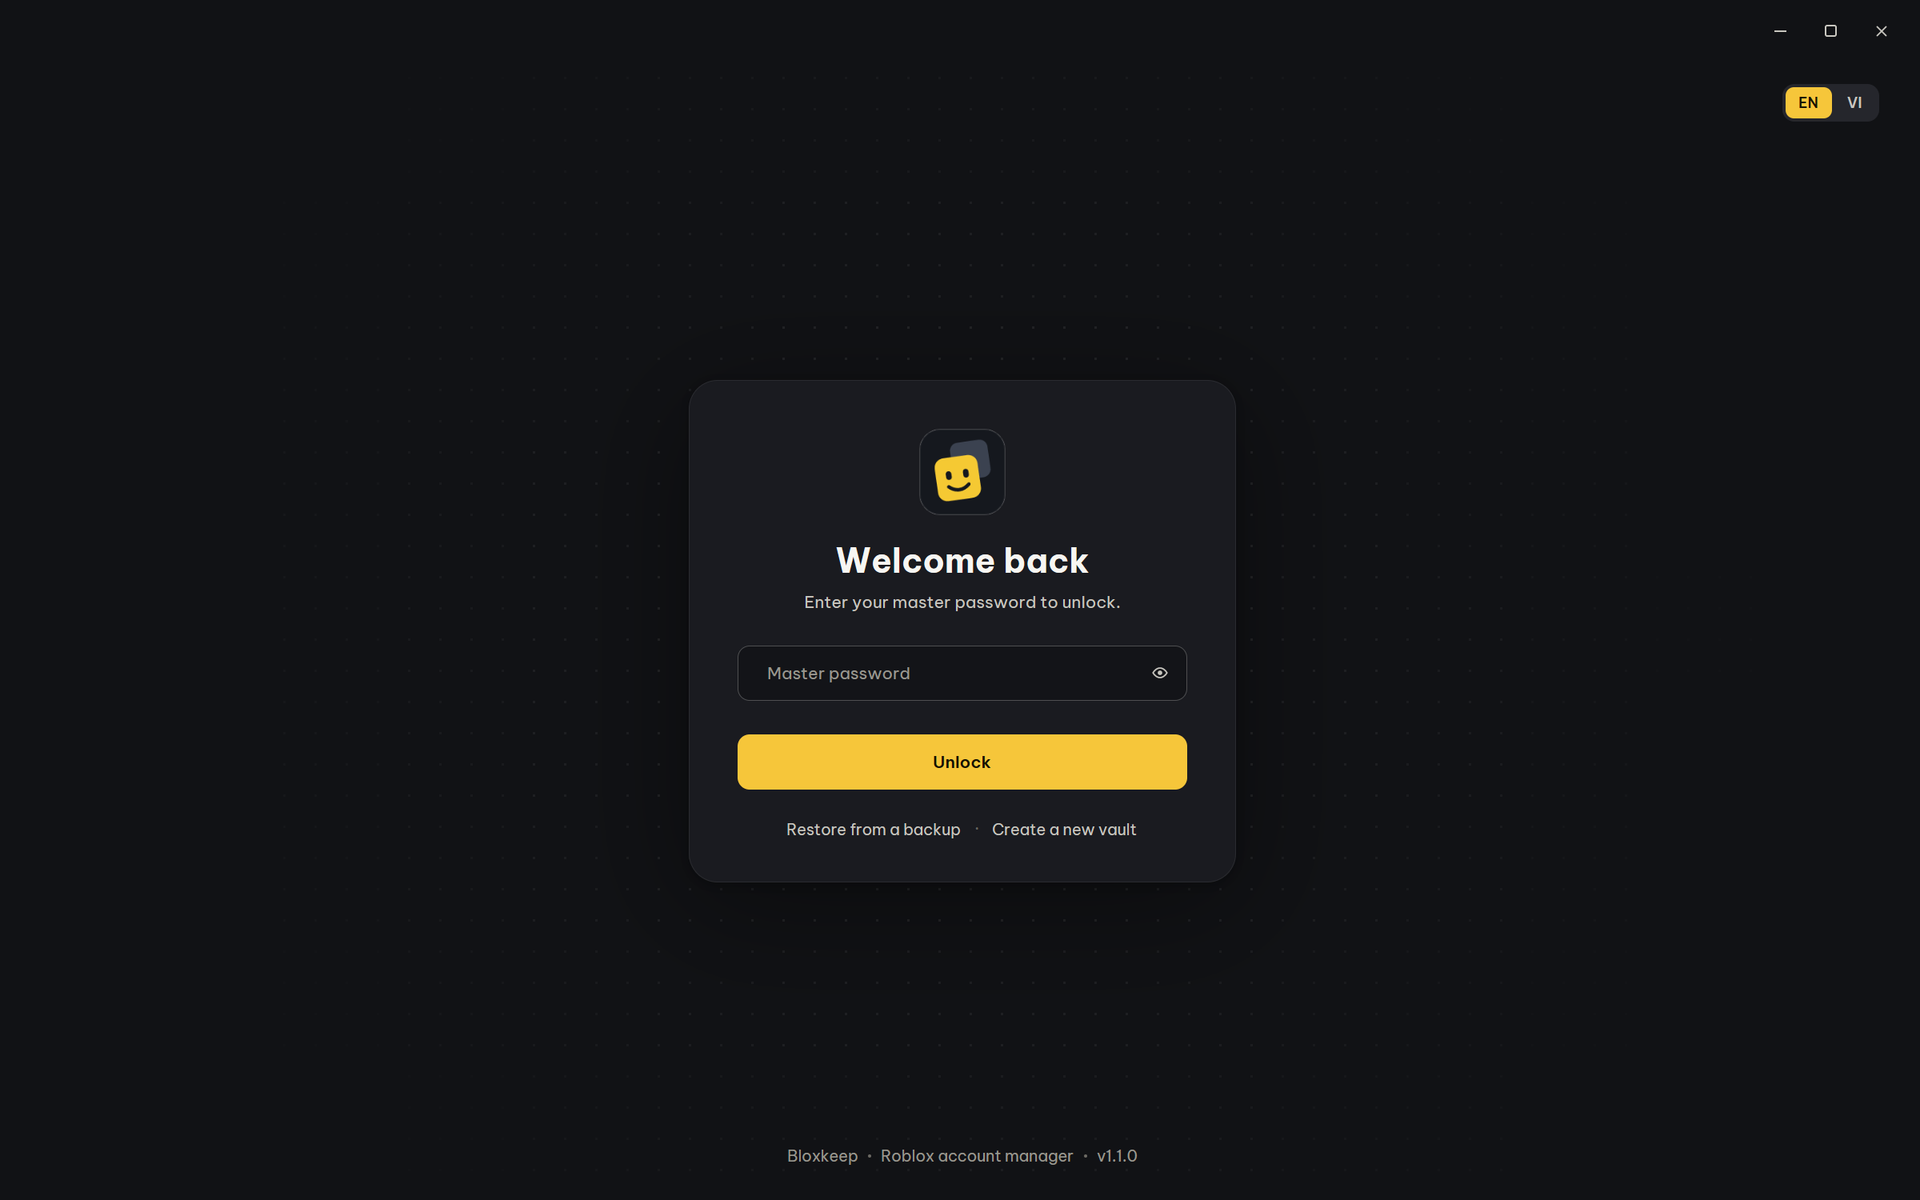 EN VI
Welcome back
Enter your master password to unlock.
Master password
Unlock
Restore from a backup · Create a new vault
Bloxkeep • Roblox account manager • v1.1.0